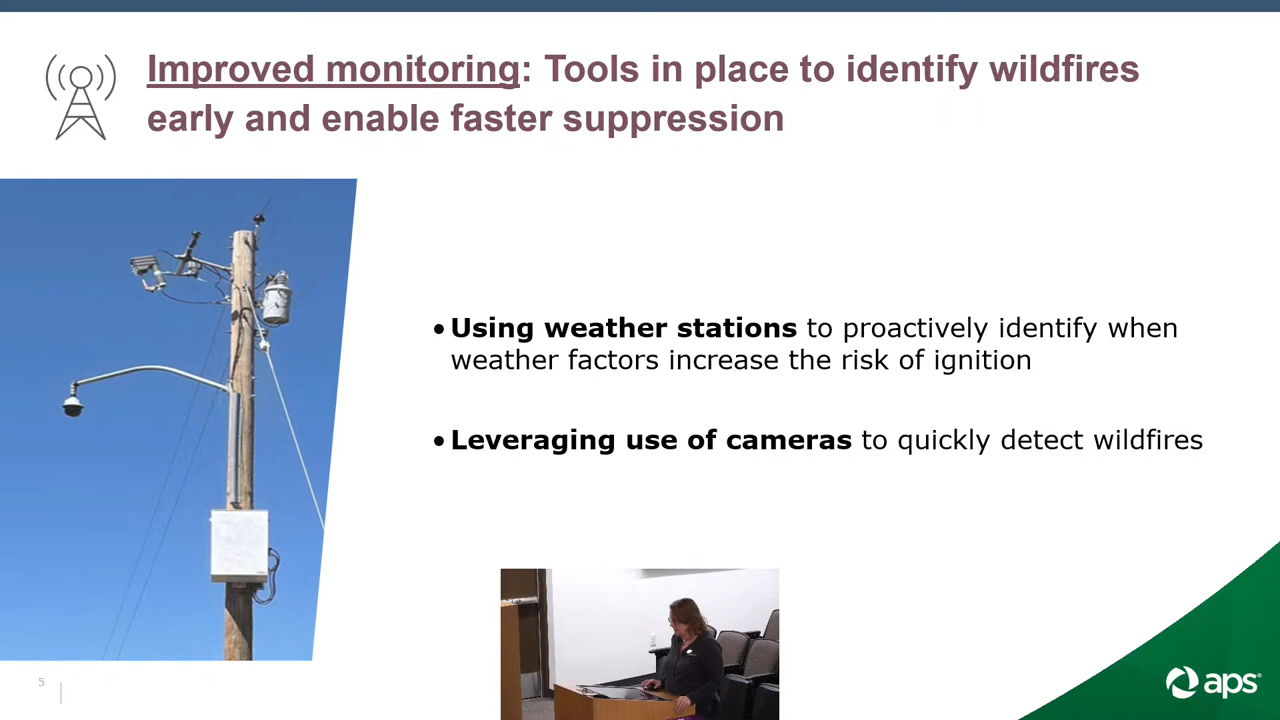 Improved monitoring: Tools in place to identify wildfires
early and enable faster suppression
•Using weather stations to proactively identify when
weather factors increase the risk of ignition
•Leveraging use of cameras to quickly detect wildfires
5
aps